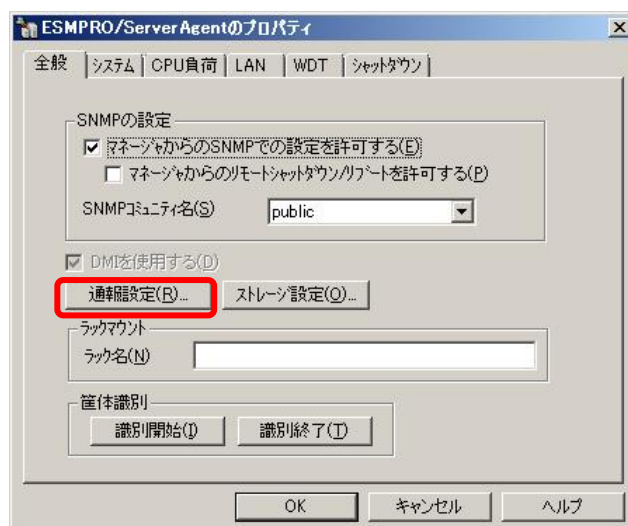 ESMPRO/ServerAgentのプロパティ
全般 システム CPU負荷 LAN WDT シャットダウン
SNMPの設定
マネージャからのSNMPでの設定を許可する(E)
マネージャからのリモートシャットダウン/リブートを許可する(P)
SNMPコミュニティ名(S) public
DMIを使用する(D)
通報設定(R)... ストレージ設定(O)...
ラックマウント
ラック名(N)
筐体識別
識別開始(I) 識別終了(T)
OK キャンセル ヘルプ